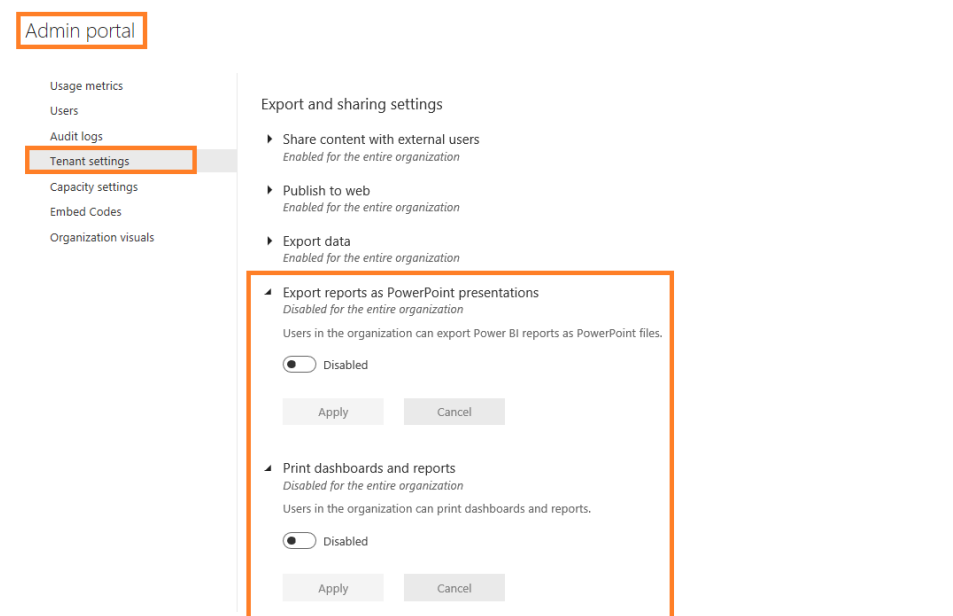 Admin portal
Usage metrics
Users
Audit logs
Tenant settings
Capacity settings
Embed Codes
Organization visuals
Export and sharing settings
Share content with external users
Enabled for the entire organization
Publish to web
Enabled for the entire organization
Export data
Enabled for the entire organization
Export reports as PowerPoint presentations
Disabled for the entire organization
Users in the organization can export Power BI reports as PowerPoint files.
Disabled
Apply Cancel
Print dashboards and reports
Disabled for the entire organization
Users in the organization can print dashboards and reports.
Disabled
Apply Cancel